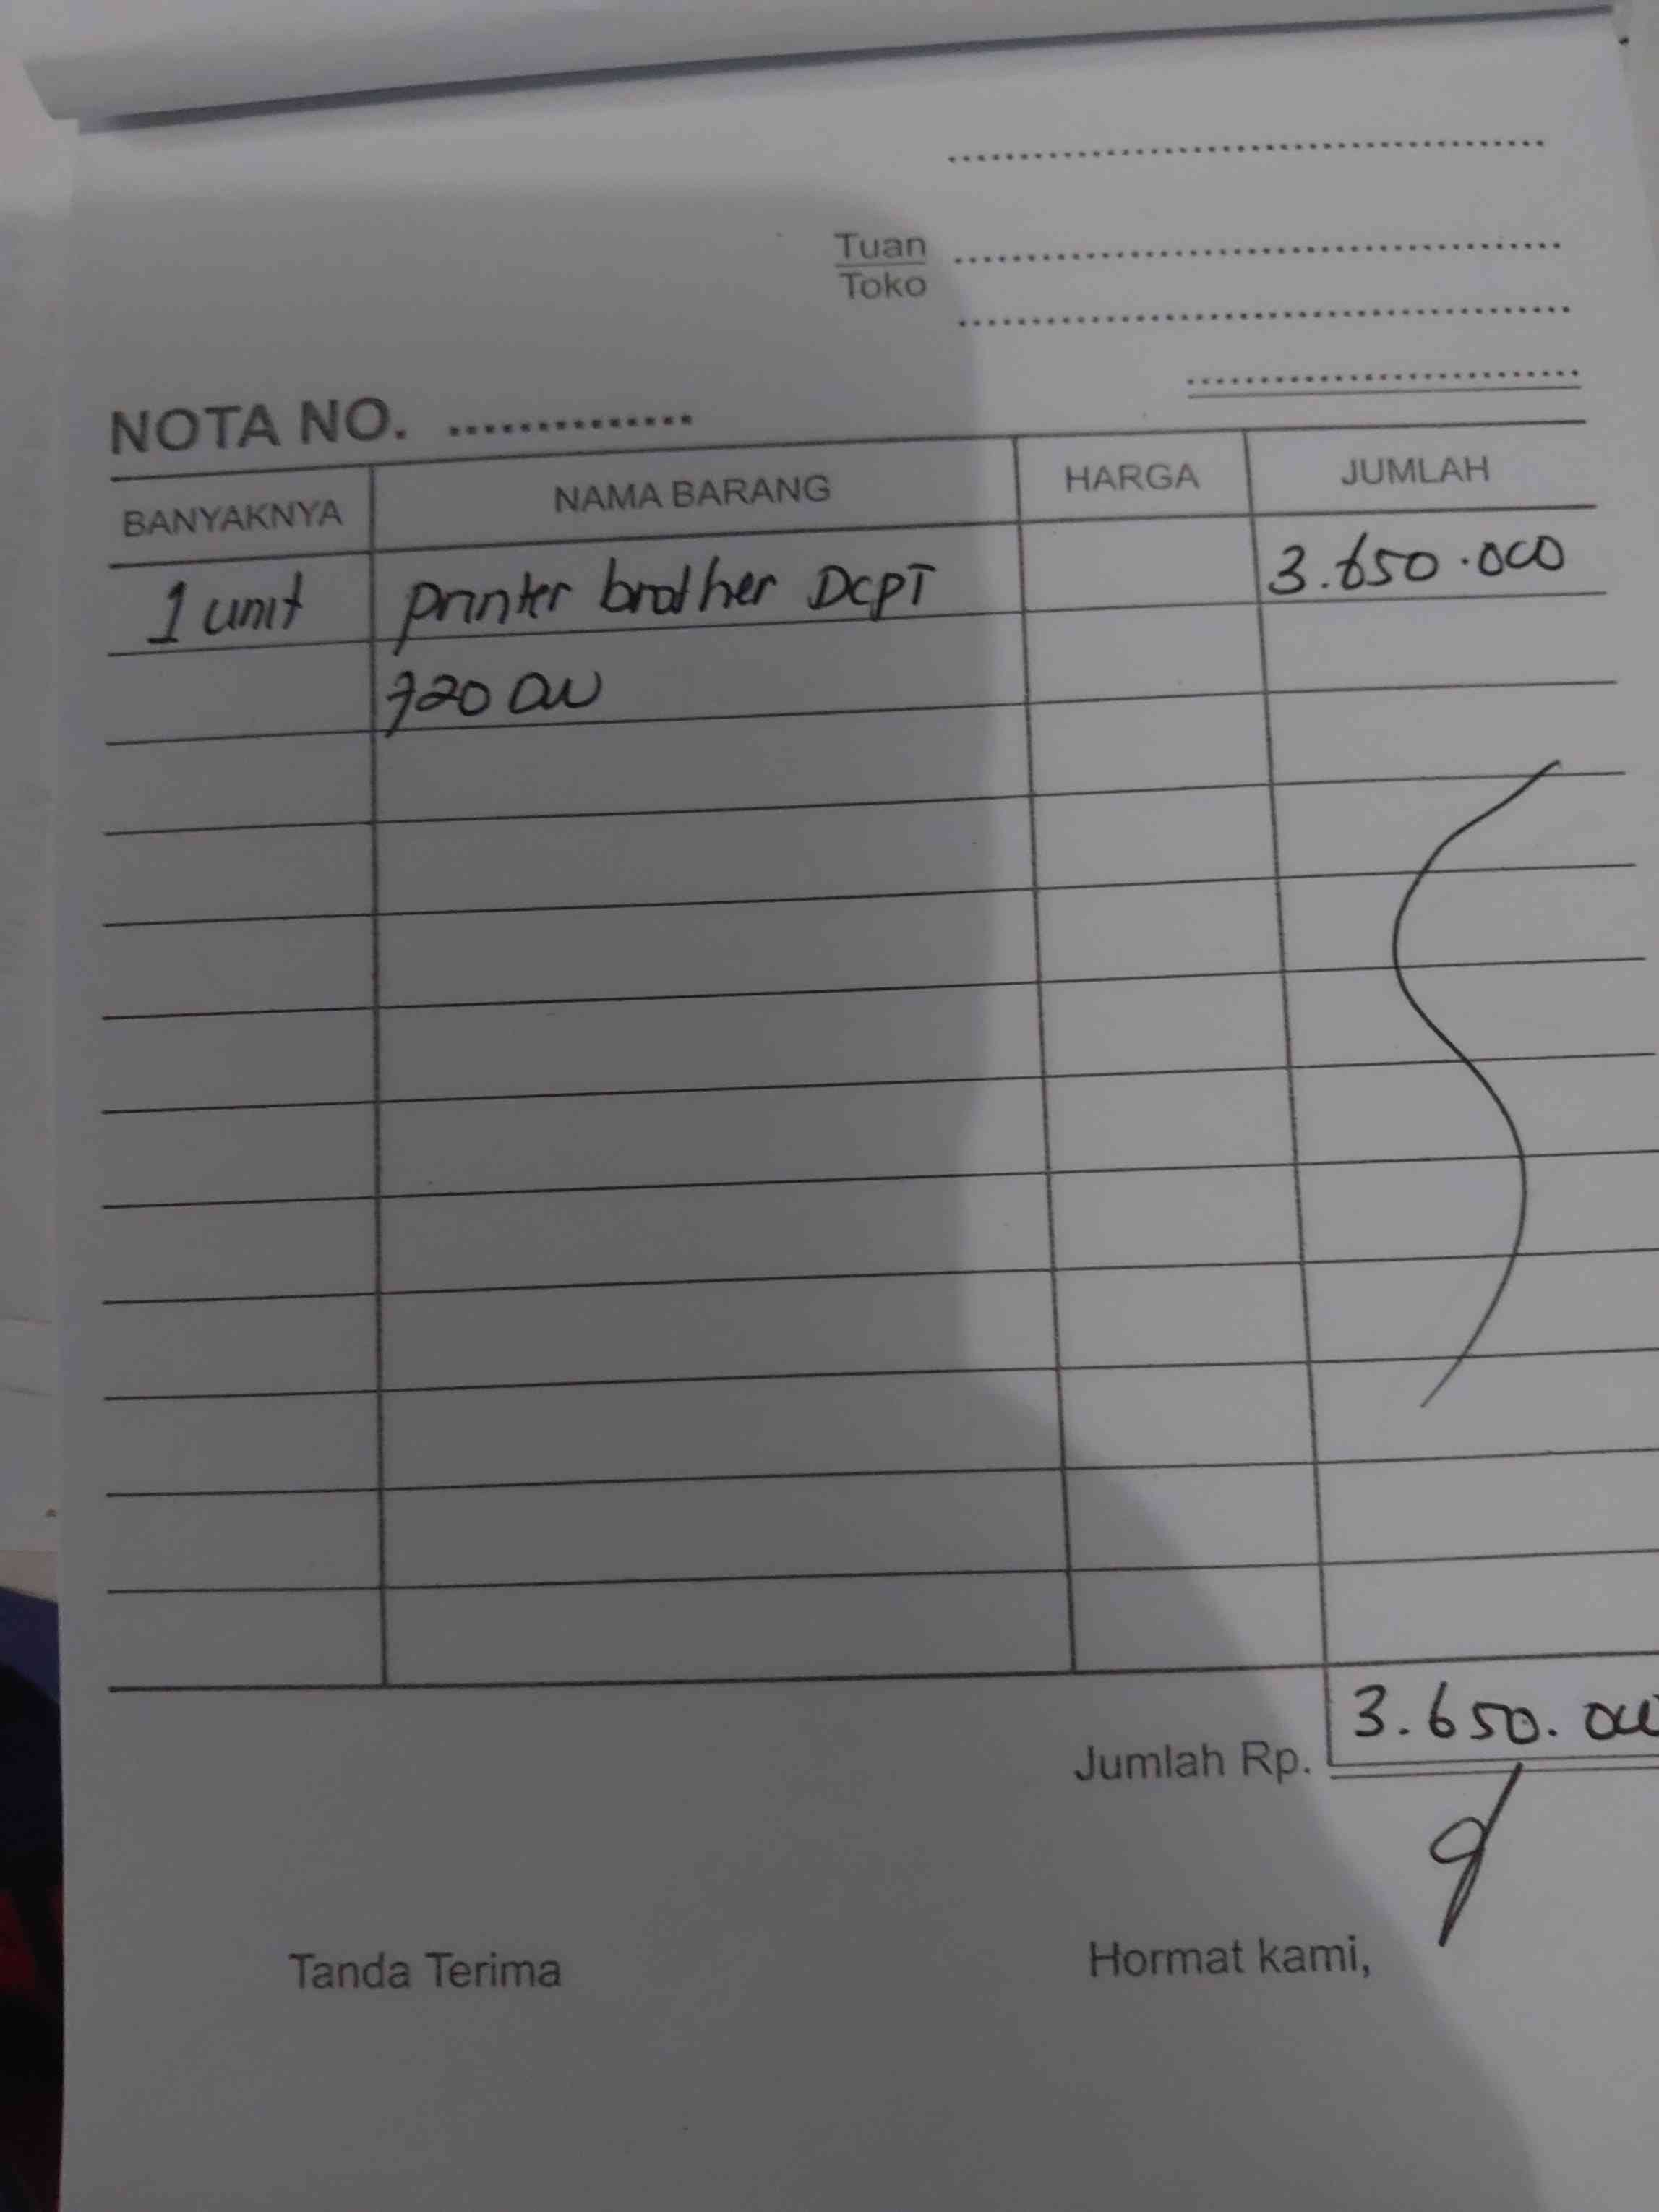 Tuan
Toko
NOTA NO. ..............
BANYAKNYA NAMA BARANG HARGA JUMLAH
1 unit printer brother DCPT 3.650.000
720 DW
Jumlah Rp. 3.650.000
Tanda Terima Hormat kami,